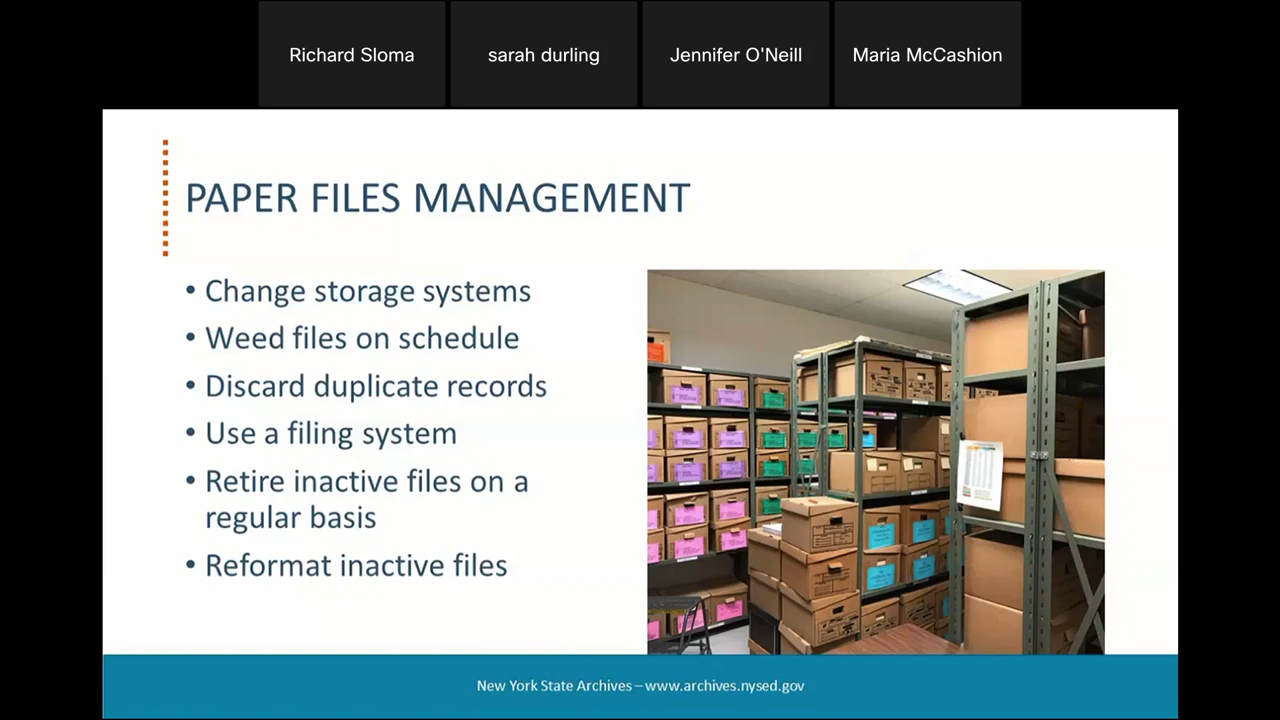 Richard Sloma
sarah durling
Jennifer O'Neill
Maria McCashion
PAPER FILES MANAGEMENT
• Change storage systems
• Weed files on schedule
• Discard duplicate records
• Use a filing system
• Retire inactive files on a
regular basis
• Reformat inactive files
New York State Archives – www.archives.nysed.gov